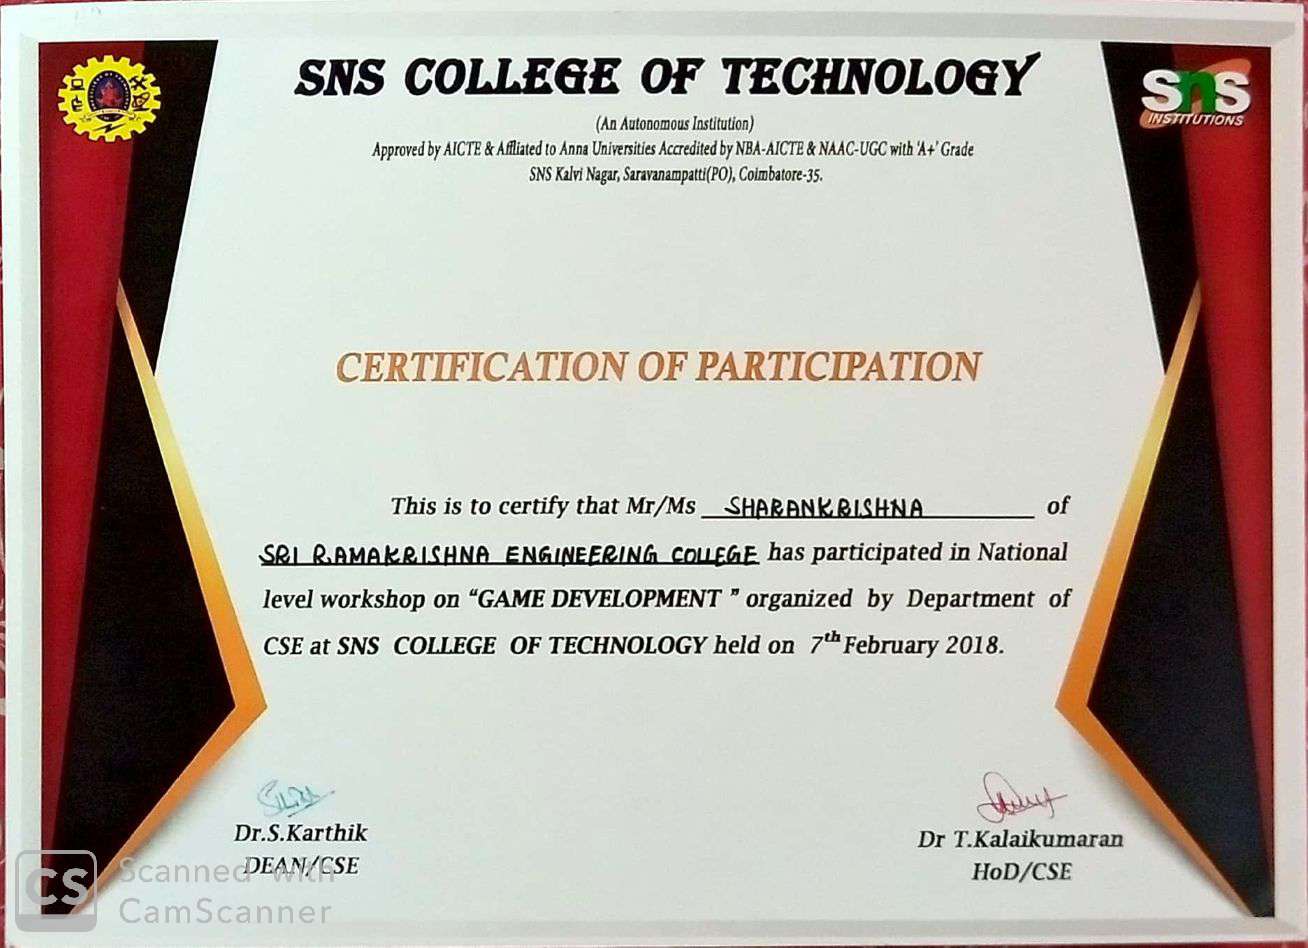 SNS COLLEGE OF TECHNOLOGY
SNS
INSTITUTIONS
(An Autonomous Institution)
Approved by AICTE & Affliated to Anna Universities Accredited by NBA-AICTE & NAAC-UGC with 'A+' Grade
SNS Kalvi Nagar, Saravanampatti(PO), Coimbatore-35.
CERTIFICATION OF PARTICIPATION
This is to certify that Mr/Ms SHARANKRISHNA of
SRI RAMAKRISHNA ENGINEERING COLLEGE has participated in National
level workshop on "GAME DEVELOPMENT " organized by Department of
CSE at SNS COLLEGE OF TECHNOLOGY held on 7th February 2018.
Dr.S.Karthik
DEAN/CSE
Dr T.Kalaikumaran
HoD/CSE
CS
Scanned with
CamScanner